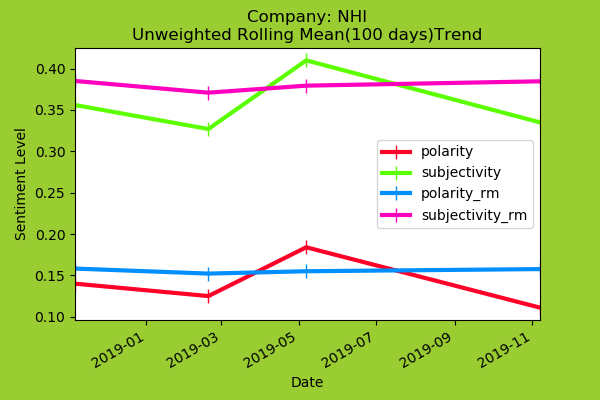 Company: NHI
Unweighted Rolling Mean(100 days)Trend
Sentiment Level
0.40
0.35
0.30
0.25
0.20
0.15
0.10
polarity
subjectivity
polarity_rm
subjectivity_rm
2019-01
2019-03
2019-05
2019-07
2019-09
2019-11
Date